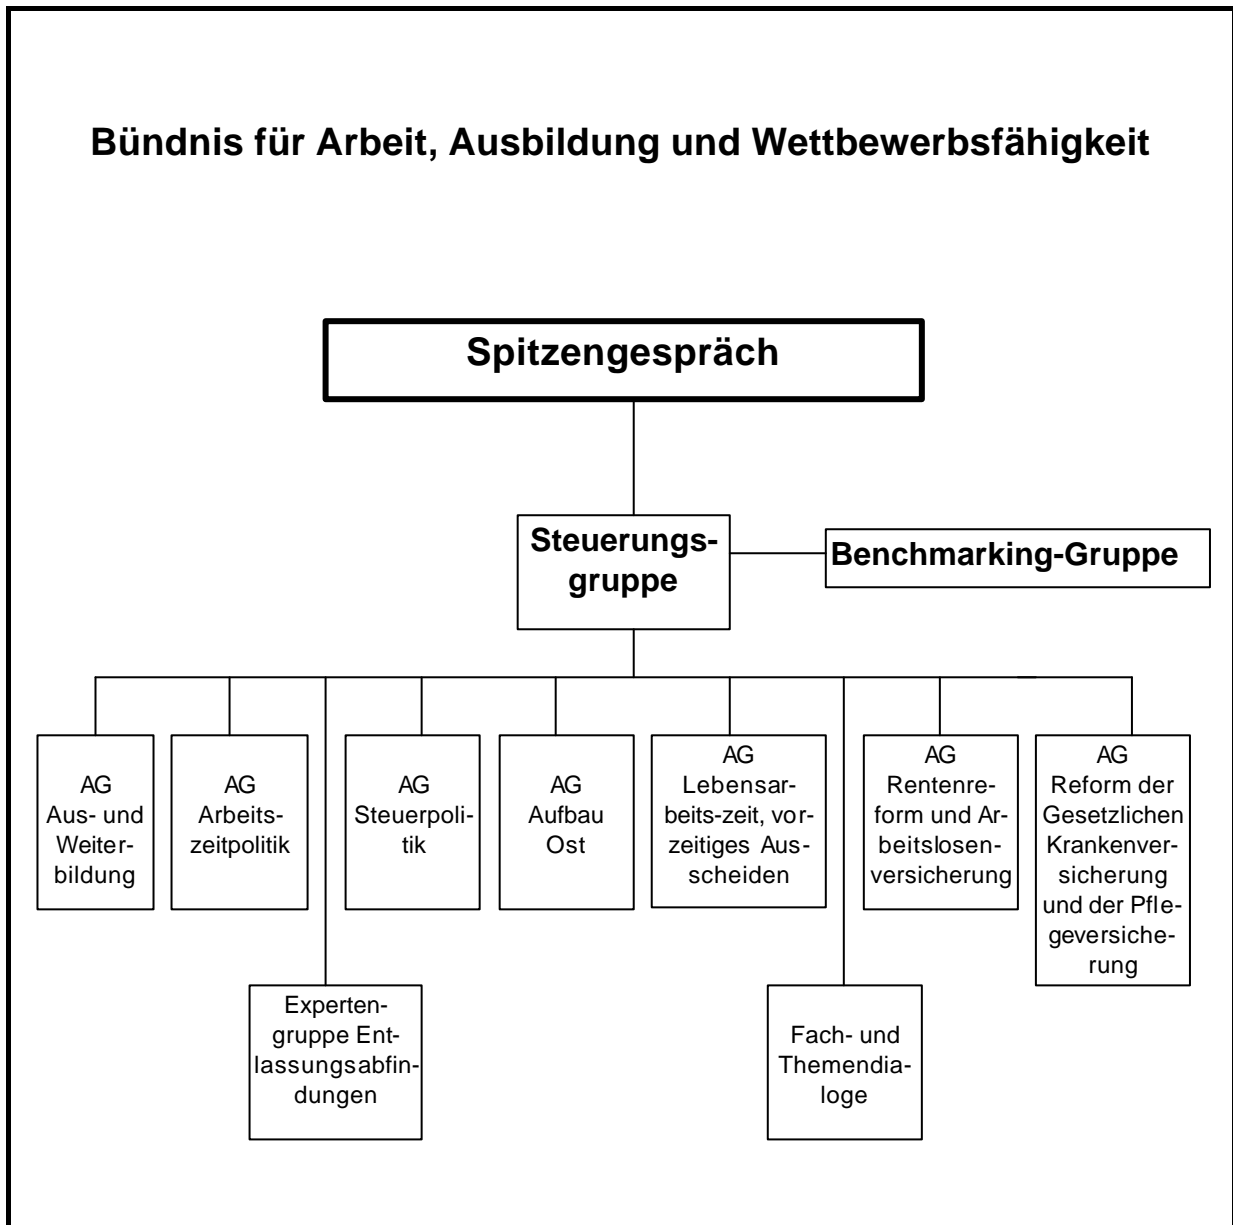 Bündnis für Arbeit, Ausbildung und Wettbewerbsfähigkeit
Spitzengespräch
Steuerungs-
gruppe
Benchmarking-Gruppe
AG
Aus- und
Weiter-
bildung
AG
Arbeits-
zeitpolitik
AG
Steuerpoli-
tik
AG
Aufbau
Ost
AG
Lebensar-
beits-zeit, vor-
zeitiges Aus-
scheiden
AG
Rentenre-
form und Ar-
beitslosen-
versicherung
AG
Reform der
Gesetzlichen
Krankenver-
sicherung
und der Pfle-
geversiche-
rung
Experten-
gruppe Ent-
lassungsabfin-
dungen
Fach- und
Themendia-
loge